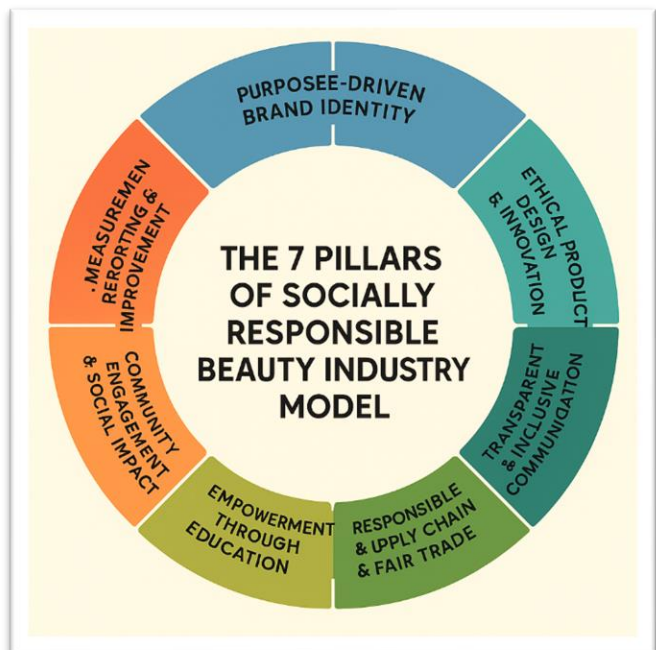 PURPOSEE-DRIVEN
BRAND IDENTITY
ETHICAL PRODUCT
DESIGN
& INNOVATION
TRANSPARENT
& INCLUSIVE
COMMUNIGATION
RESPONSIBLE
& UPPLY CHAIN
& FAIR TRADE
EMPOWERMENT
THROUGH
EDUCATION
COMMUNITY
ENGAGEMENT
& SOCIAL IMPACT
. MEASUREMEN
RERORTING &
IMPROVEMENT
THE 7 PILLARS
OF SOCIALLY
RESPONSIBLE
BEAUTY INDUSTRY
MODEL